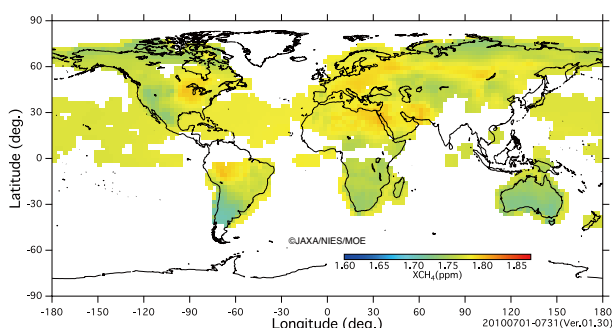 90
60
30
0
-30
-60
-90
Latitude (deg.)
©JAXA/NIES/MOE
1.60 1.65 1.70 1.75 1.80 1.85
XCH₄(ppm)
-180 -150 -120 -90 -60 -30 0 30 60 90 120 150 180
Longitude (deg.)
20100701-0731(Ver.01.30)